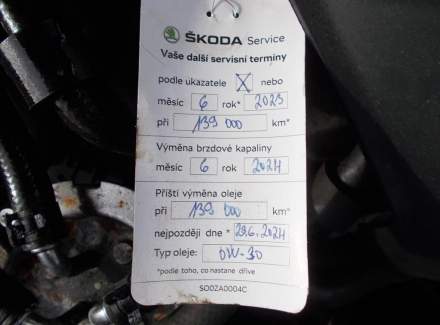 ŠKODA Service
Vaše další servisní termíny
podle ukazatele X nebo
měsíc 6 rok* 2023
při 139 000 km*
Výměna brzdové kapaliny
měsíc 6 rok 2024
Příští výměna oleje
při 139 000 km*
nejpozději dne * 29.6.2024
Typ oleje: 0W-30
*podle toho, co nastane dříve
S00ZA0004C